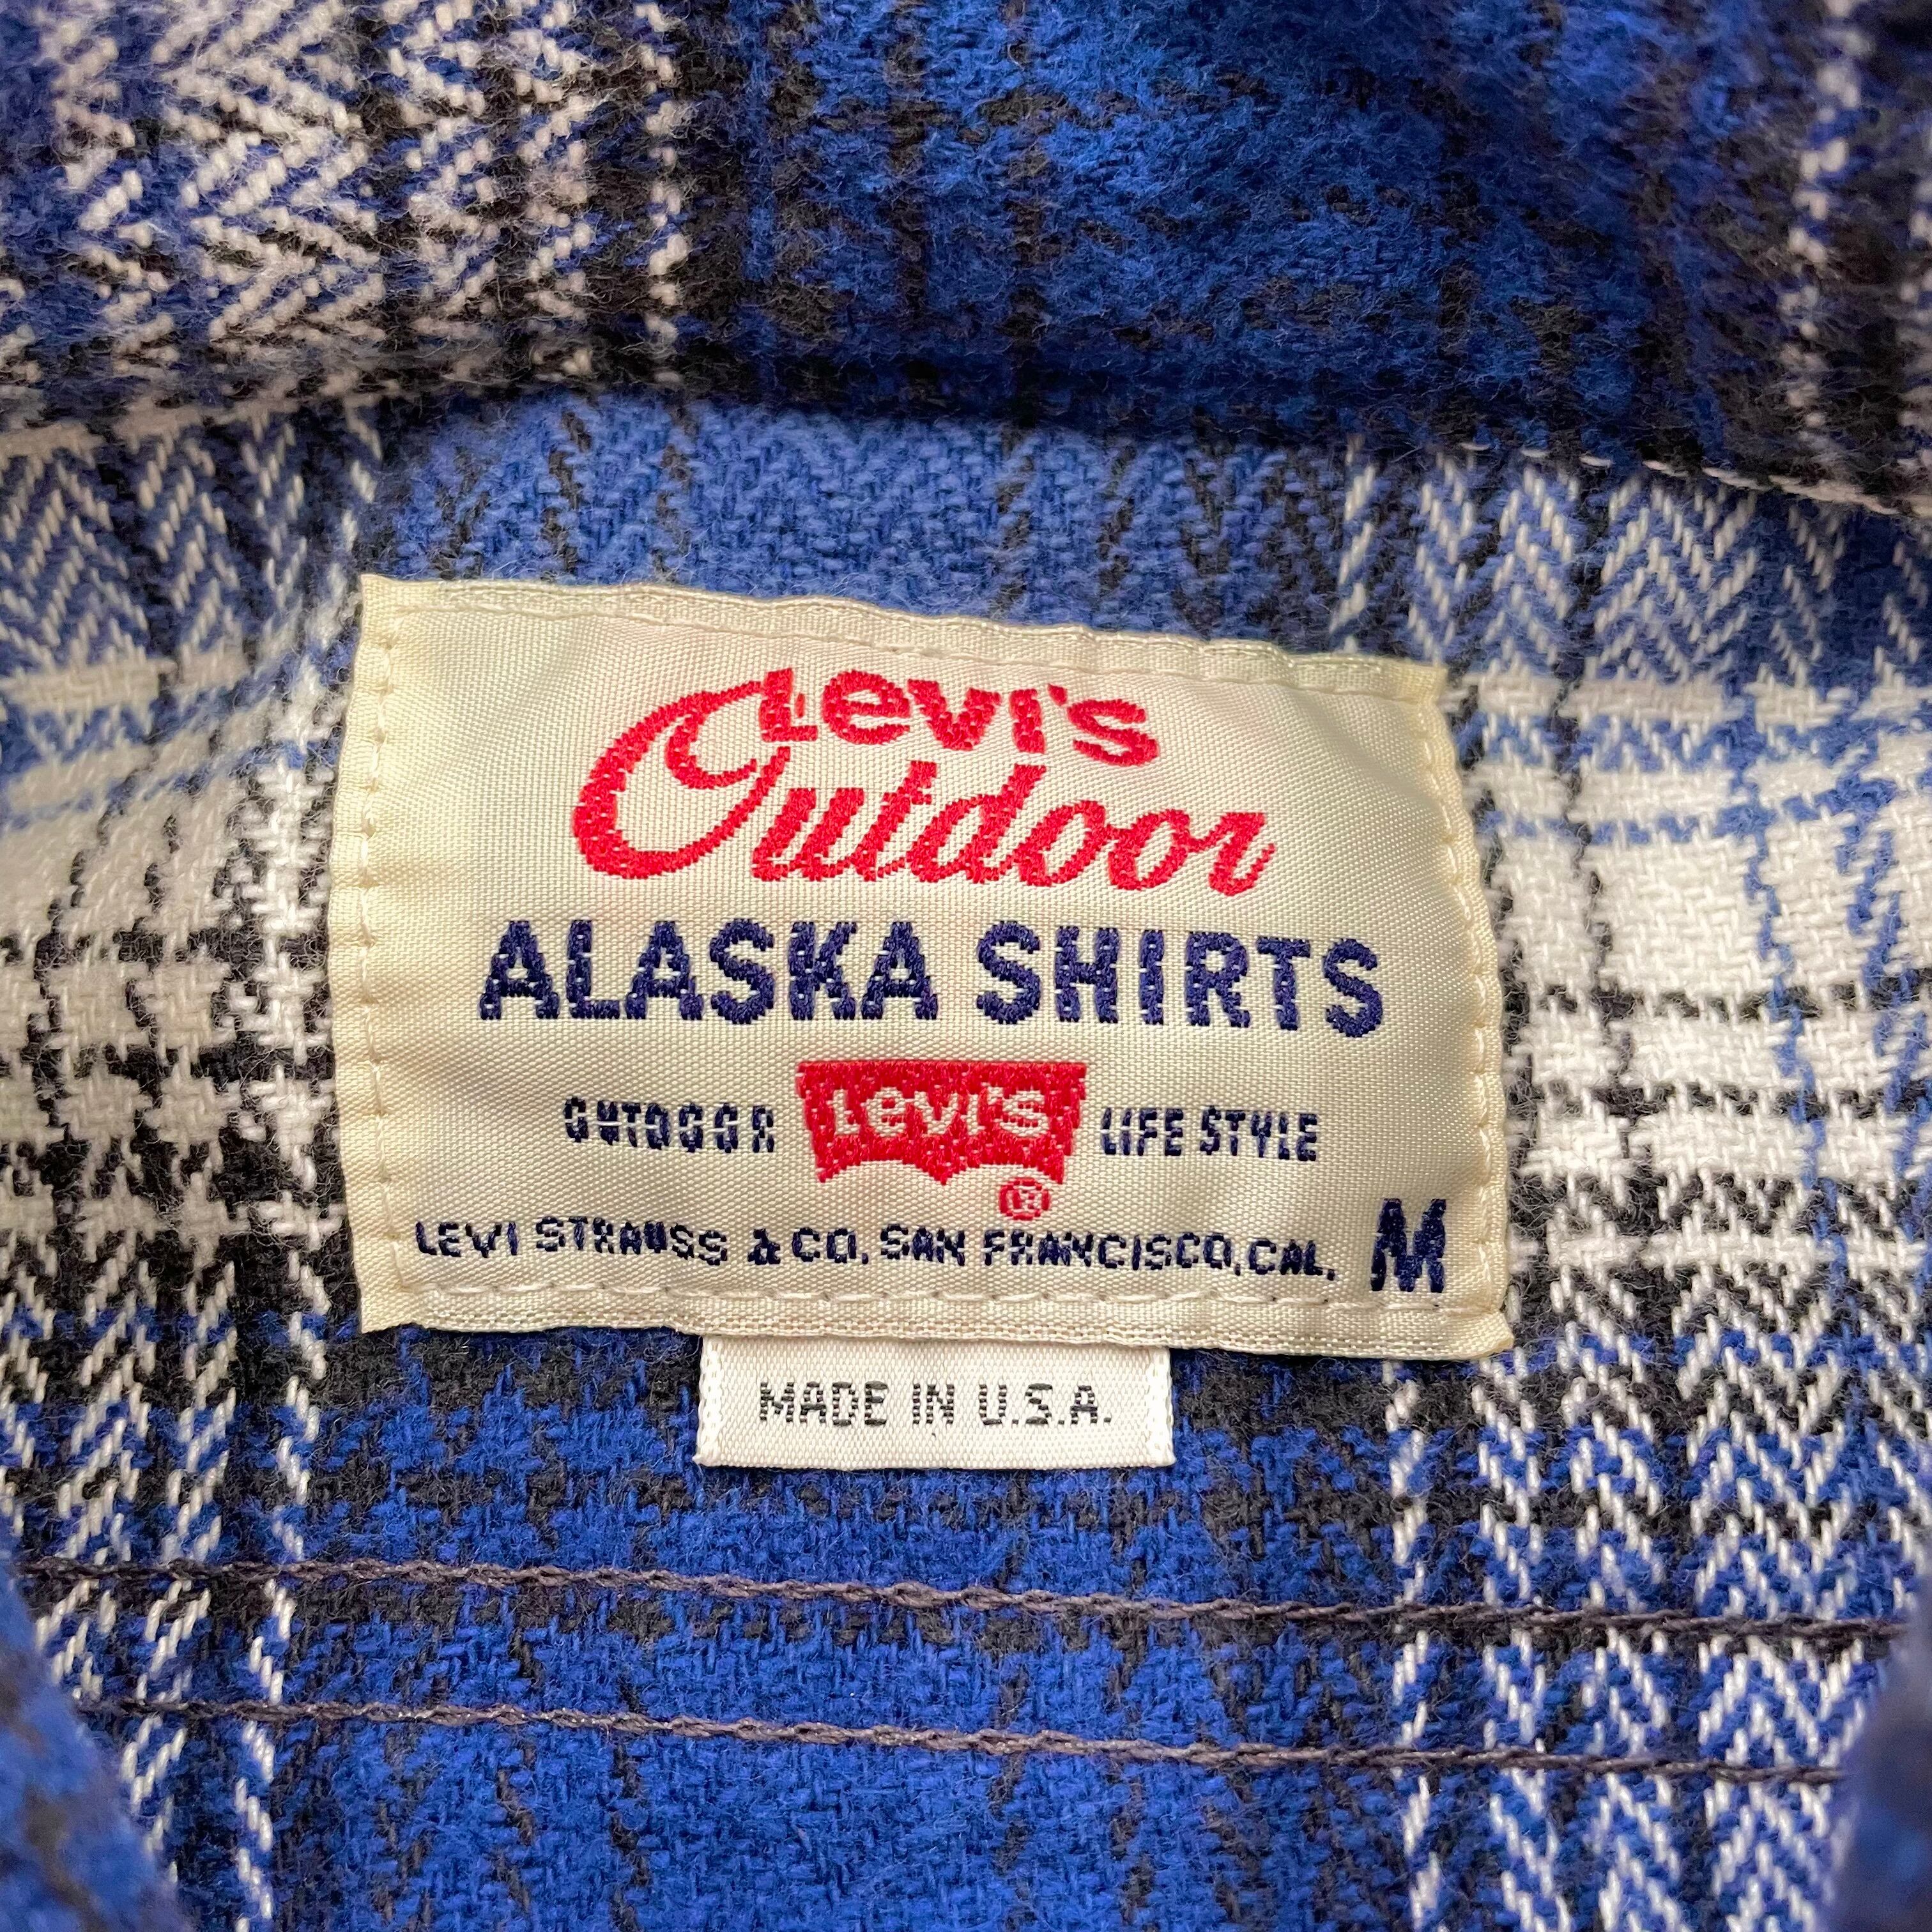 Levi's
Outdoor
ALASKA SHIRTS
OUTDOOR Levi's LIFE STYLE
®
LEVI STRAUSS & CO. SAN FRANCISCO, CAL. M
MADE IN U.S.A.